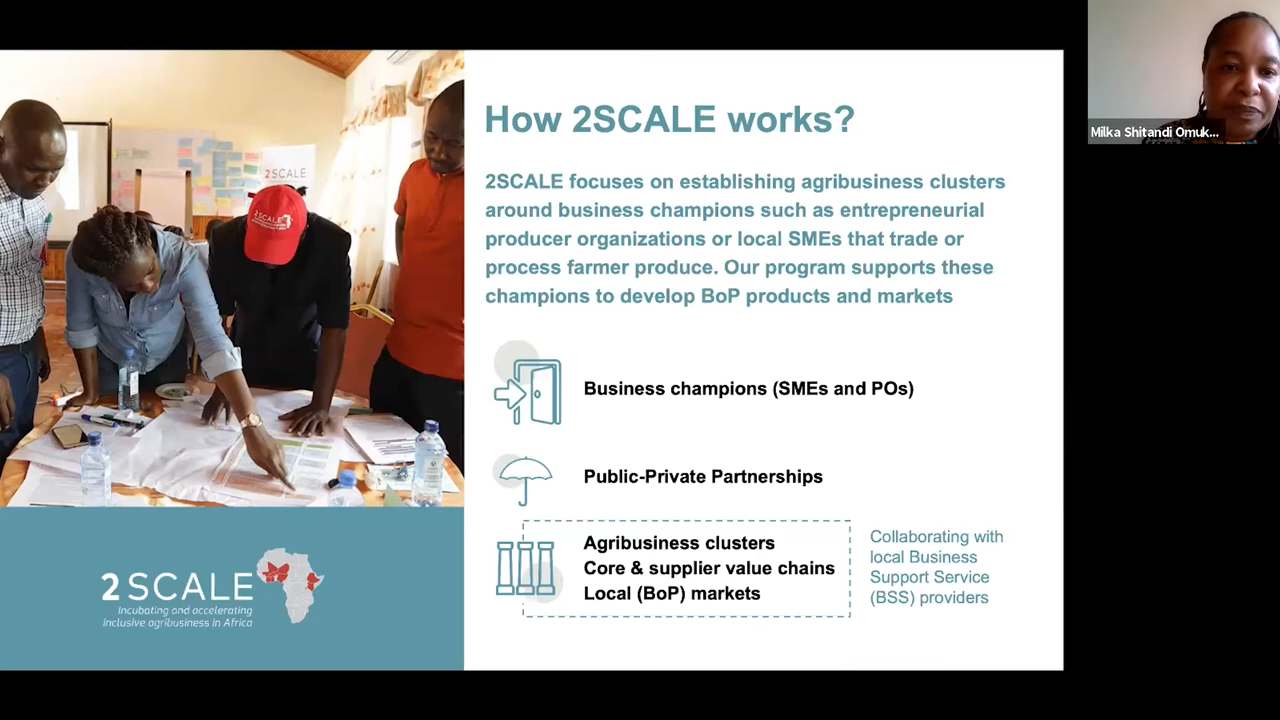 How 2SCALE works?
2SCALE focuses on establishing agribusiness clusters
around business champions such as entrepreneurial
producer organizations or local SMEs that trade or
process farmer produce. Our program supports these
champions to develop BoP products and markets
Business champions (SMEs and POs)
Public-Private Partnerships
Agribusiness clusters
Core & supplier value chains
Local (BoP) markets
Collaborating with
local Business
Support Service
(BSS) providers
2SCALE
2SCALE
2SCALE
Incubating and accelerating
inclusive agribusiness in Africa
Milka Shitandi Omuk...